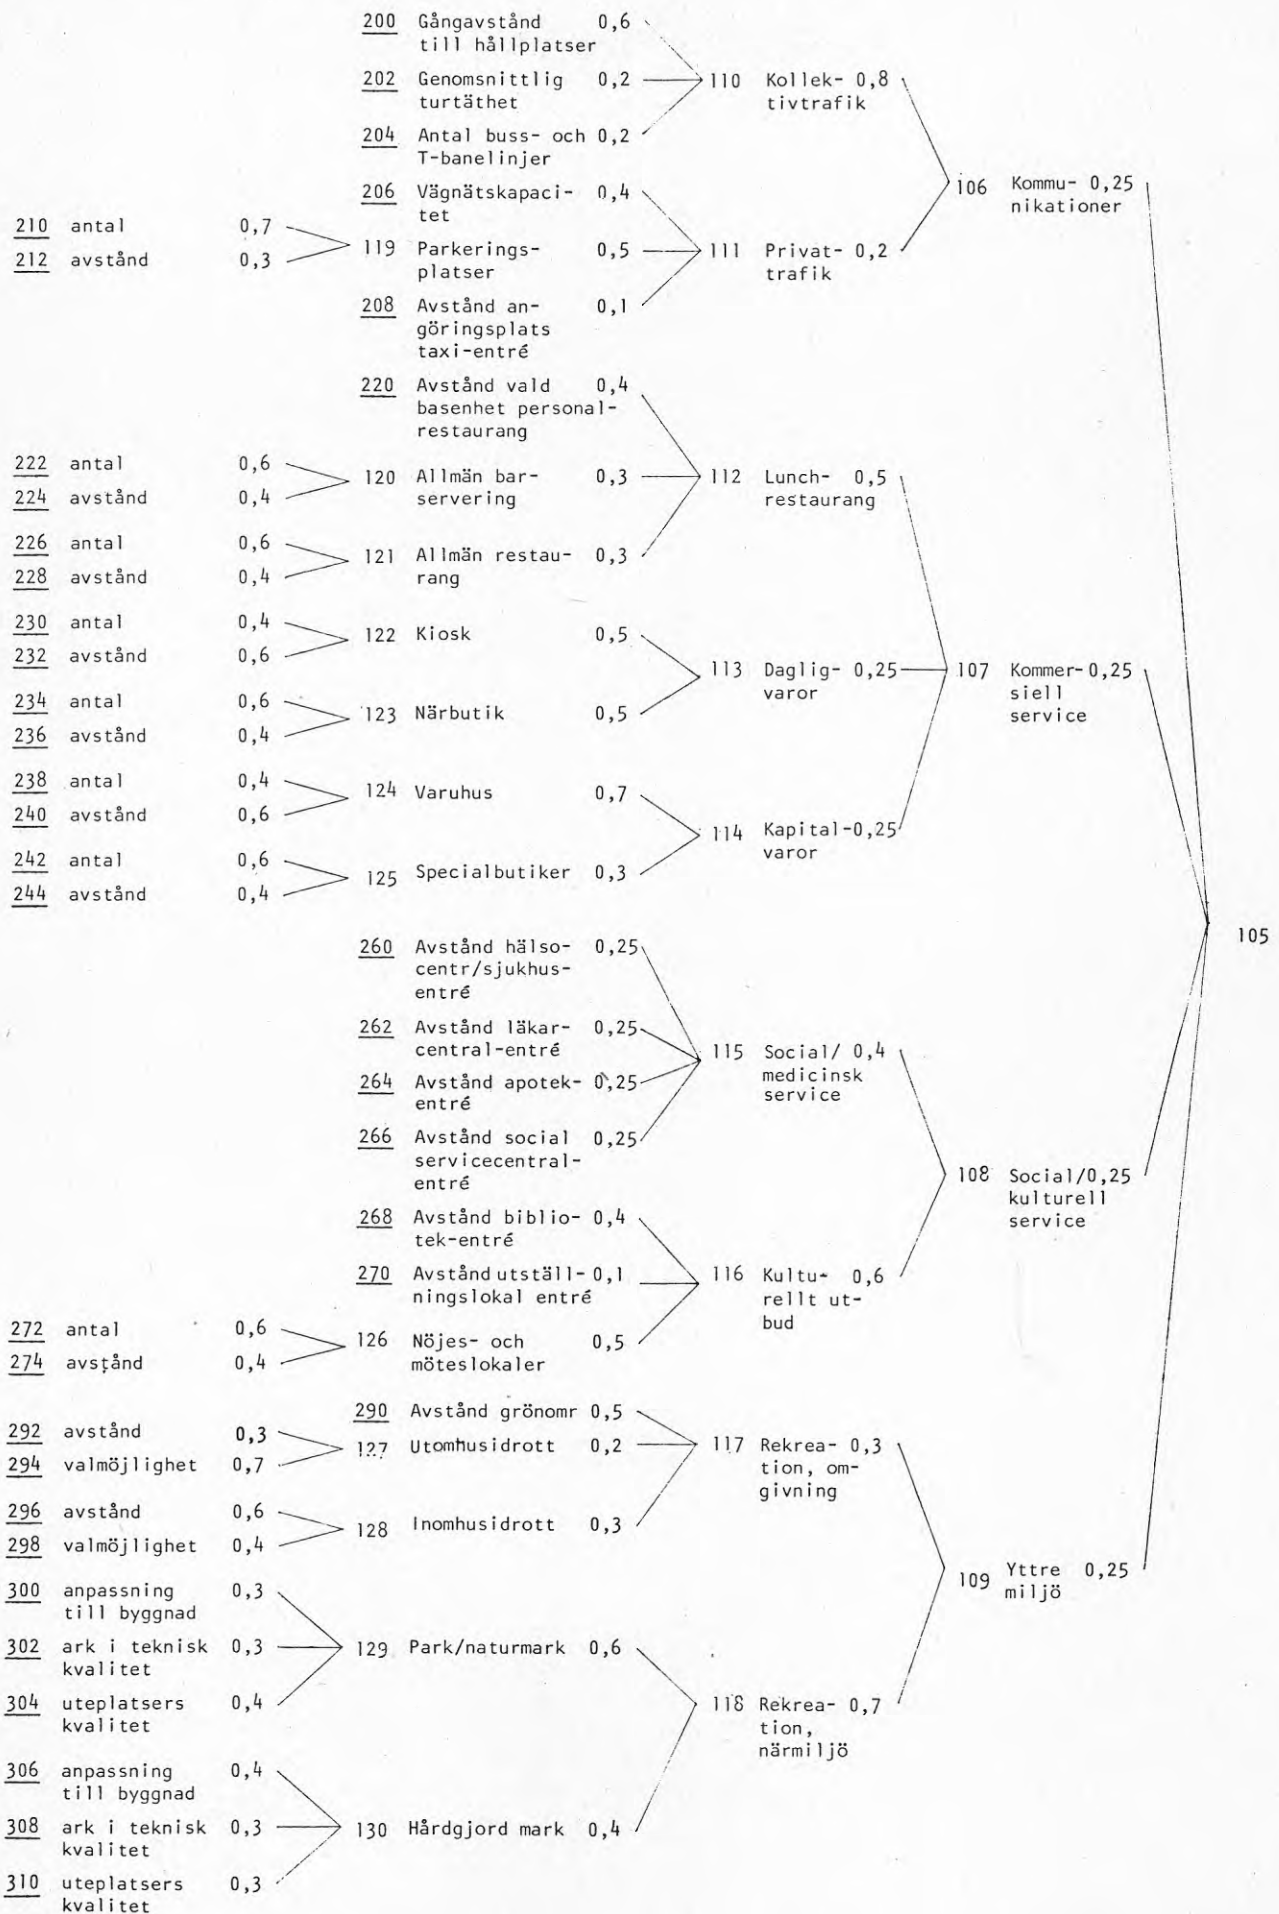 200 Gångavstånd 0,6
till hållplatser
202 Genomsnittlig 0,2 110 Kollek- 0,8
turtäthet tivtrafik
204 Antal buss- och 0,2
T-banelinjer
106 Kommu- 0,25
nikationer
206 Vägnätskapaci- 0,4
tet
210 antal 0,7
119 Parkerings- 0,5 111 Privat- 0,2
platser trafik
212 avstånd 0,3
208 Avstånd an- 0,1
göringsplats
taxi-entré
220 Avstånd vald 0,4
basenhet personal-
restaurang
222 antal 0,6
120 Allmän bar- 0,3 112 Lunch- 0,5
servering restaurang
224 avstånd 0,4
226 antal 0,6
121 Allmän restau- 0,3
rang
228 avstånd 0,4
230 antal 0,4
122 Kiosk 0,5
232 avstånd 0,6
113 Daglig- 0,25 107 Kommer- 0,25
varor siell
service
234 antal 0,6
123 Närbutik 0,5
236 avstånd 0,4
238 antal 0,4
124 Varuhus 0,7
240 avstånd 0,6
114 Kapital- 0,25
varor
242 antal 0,6
125 Specialbutiker 0,3
244 avstånd 0,4
105
260 Avstånd hälso- 0,25
centr/sjukhus-
entré
262 Avstånd läkar- 0,25
central-entré
115 Social/ 0,4
medicinsk
service
264 Avstånd apotek- 0,25
entré
266 Avstånd social 0,25
servicecentral-
entré
108 Social/ 0,25
kulturell
service
268 Avstånd biblio- 0,4
tek-entré
270 Avstånd utställ- 0,1 116 Kultu- 0,6
ningslokal entré rellt ut-
bud
272 antal 0,6
126 Nöjes- och 0,5
möteslokaler
274 avstånd 0,4
290 Avstånd grönomr 0,5
292 avstånd 0,3
127 Utomhusidrott 0,2 117 Rekrea- 0,3
tion, om-
givning
294 valmöjlighet 0,7
296 avstånd 0,6
128 Inomhusidrott 0,3
298 valmöjlighet 0,4
109 Yttre 0,25
miljö
300 anpassning 0,3
till byggnad
302 ark i teknisk 0,3 129 Park/naturmark 0,6
kvalitet
304 uteplatsers 0,4
kvalitet
118 Rekrea- 0,7
tion,
närmiljö
306 anpassning 0,4
till byggnad
308 ark i teknisk 0,3 130 Hårdgjord mark 0,4
kvalitet
310 uteplatsers 0,3
kvalitet